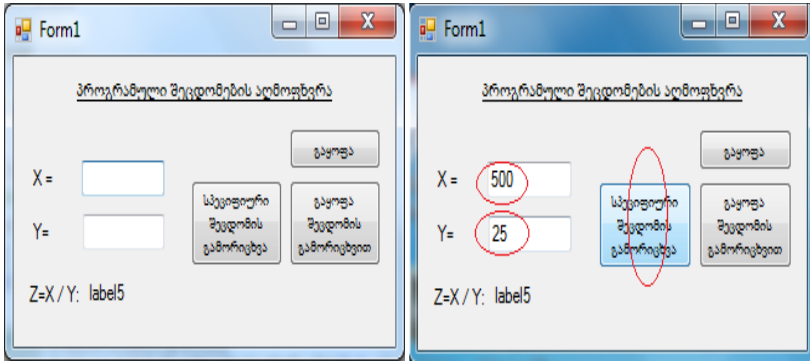 Form1
პროგრამული შეცდომების აღმოფხვრა
გაყოფა
X =
სპეციფიური
შეცდომის
გამორიცხვა
გაყოფა
შეცდომის
გამორიცხვით
Y=
Z=X / Y: label5
Form1
პროგრამული შეცდომების აღმოფხვრა
გაყოფა
X = 500
სპეციფიური
შეცდომის
გამორიცხვა
გაყოფა
შეცდომის
გამორიცხვით
Y= 25
Z=X / Y: label5